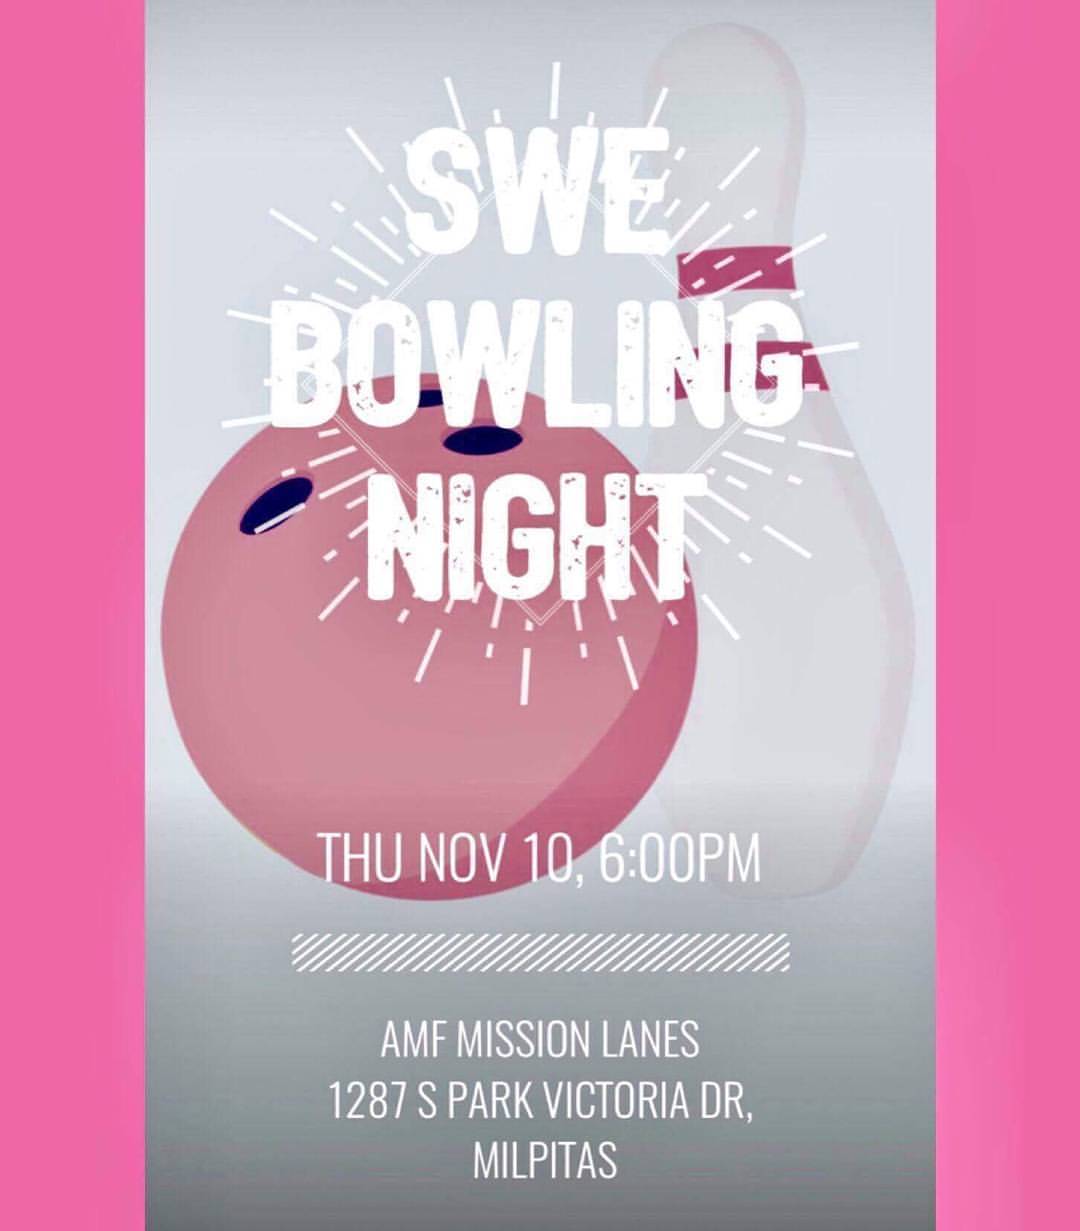 SWE
BOWLING
NIGHT
THU NOV 10, 6:00PM
AMF MISSION LANES
1287 S PARK VICTORIA DR,
MILPITAS